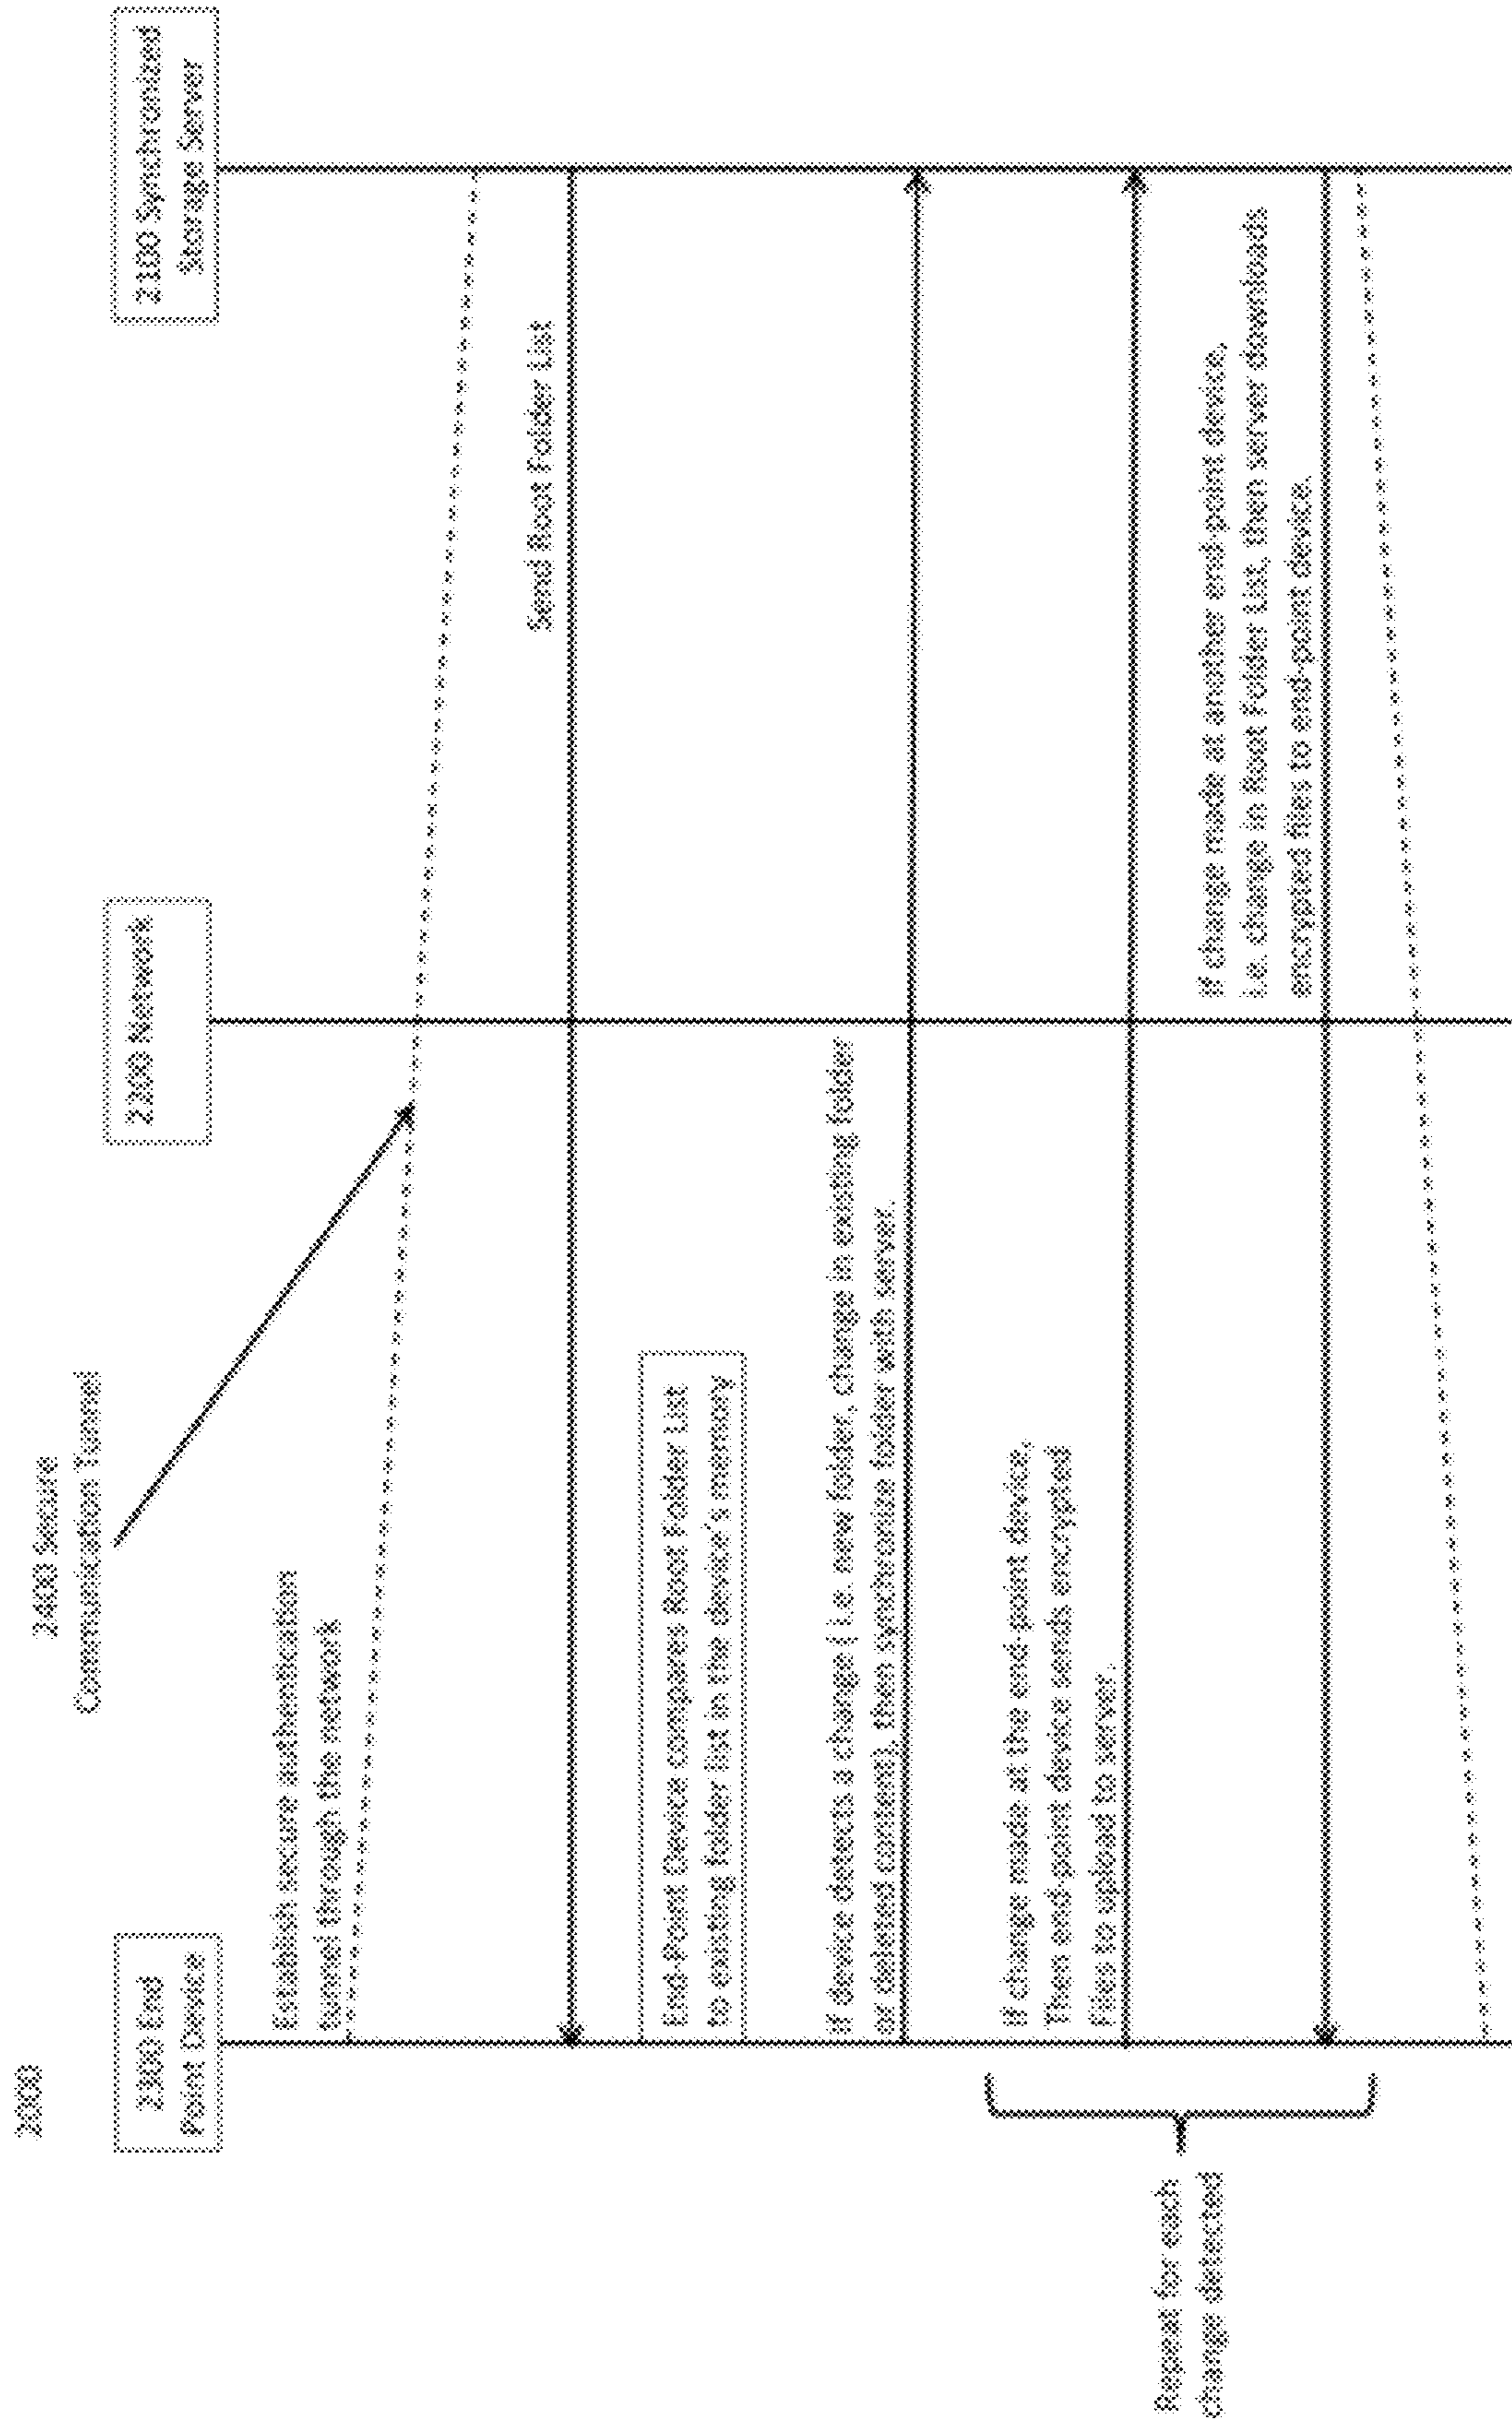 2000
2400 Secure
Communication Tunnel
2300 End
Point Device
2200 Network
2100 Synchronized
Storage Server
Establish secure authentication
tunnel through the network
Send Root Folder List
End-Point Device compares Root Folder List
to existing folder list in the device's memory
If device detects a change ( i.e. new folder, change in existing folder
or deleted content), then synchronize folder with server.
If change made at the end-point device,
Then end-point device sends encrypted
Files to upload to server.
If change made at another end-point device,
i.e. change in Root Folder List, then server downloads
encrypted files to end-point device.
Repeat for each
change detected